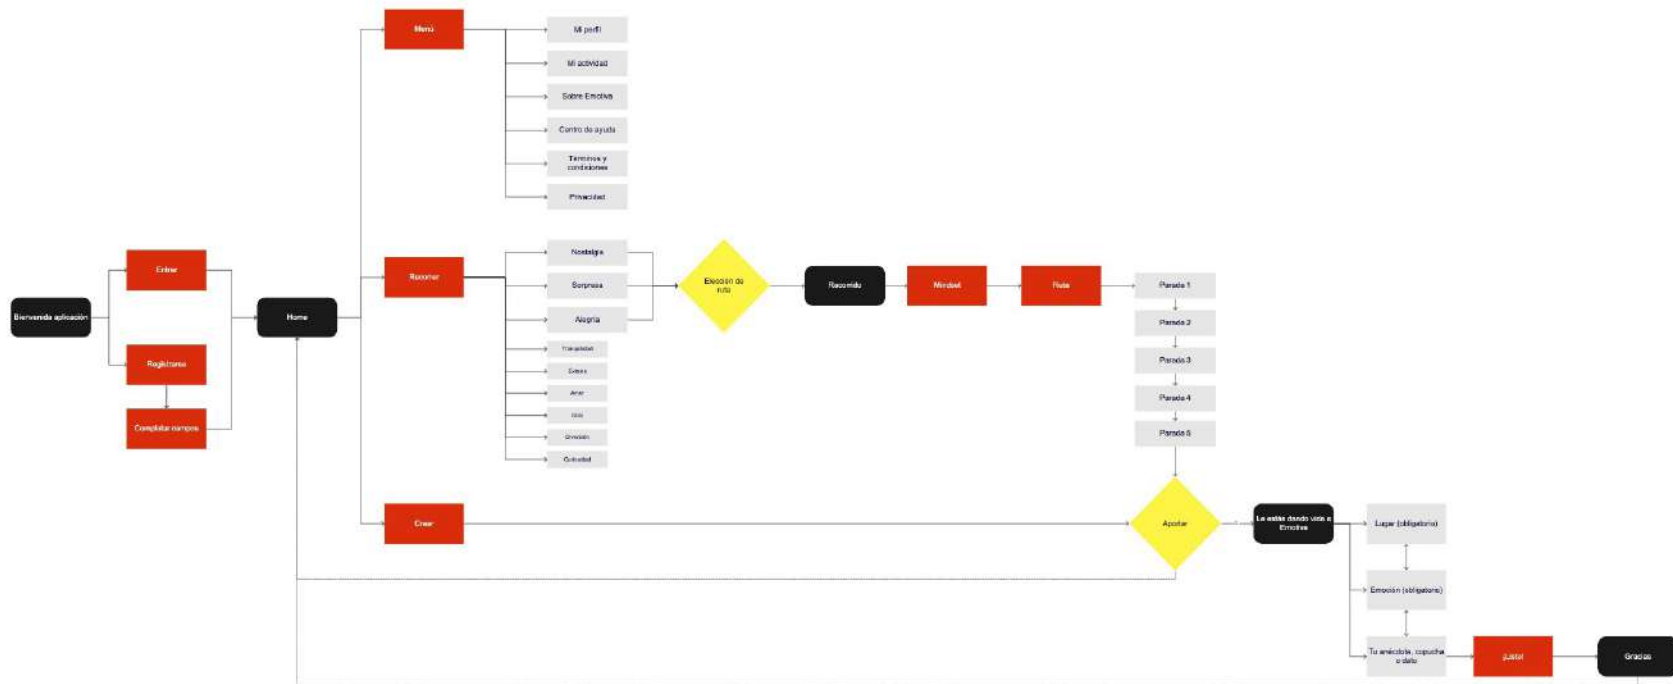 Menú
Mi perfil
Mi actividad
Sobre Emotiva
Centro de ayuda
Términos y
condiciones
Privacidad
Bienvenida aplicación
Entrar
Registrarse
Completar campos
Home
Recorrer
Nostalgia
Sorpresa
Alegría
Tranquilidad
Amor
Curiosidad
Elección de
ruta
Recorrido
Mindset
Ruta
Parada 1
Parada 2
Parada 3
Parada 4
Parada 5
Crear
Aportar
Le estás dando vida a
Emotiva
Lugar (obligatorio)
Emoción (obligatorio)
Tu anécdota, copucha
o dato
¡Listo!
Gracias